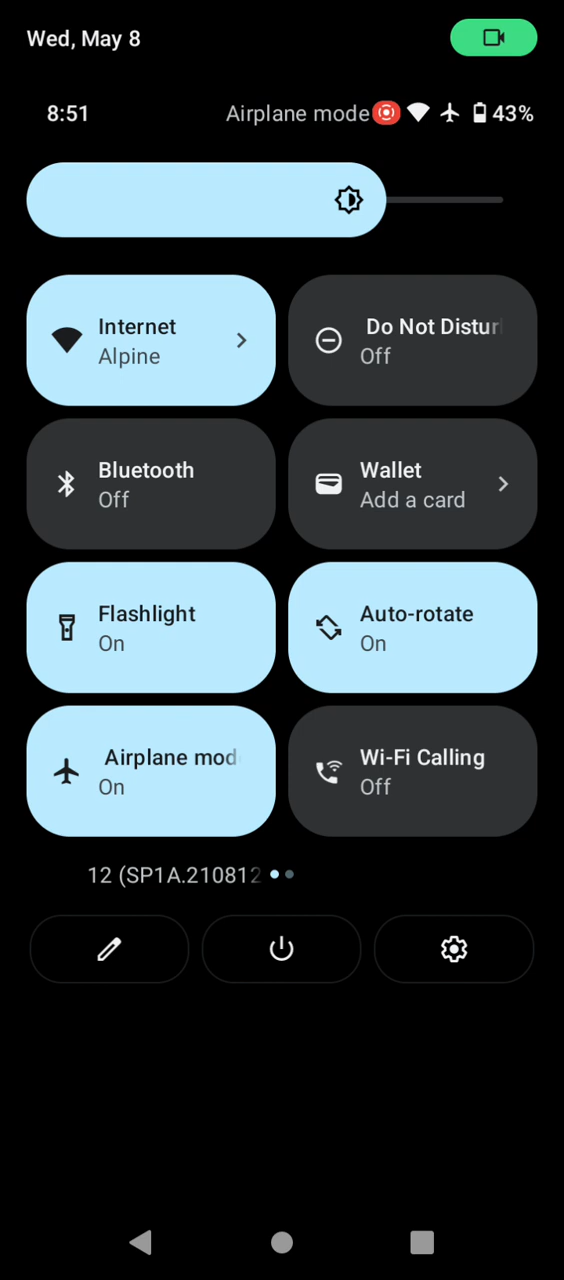 Wed, May 8
8:51 Airplane mode 43%
Internet
Alpine
Do Not Distur
Off
Bluetooth
Off
Wallet
Add a card
Flashlight
On
Auto-rotate
On
Airplane mod
On
Wi-Fi Calling
Off
12 (SP1A.210812